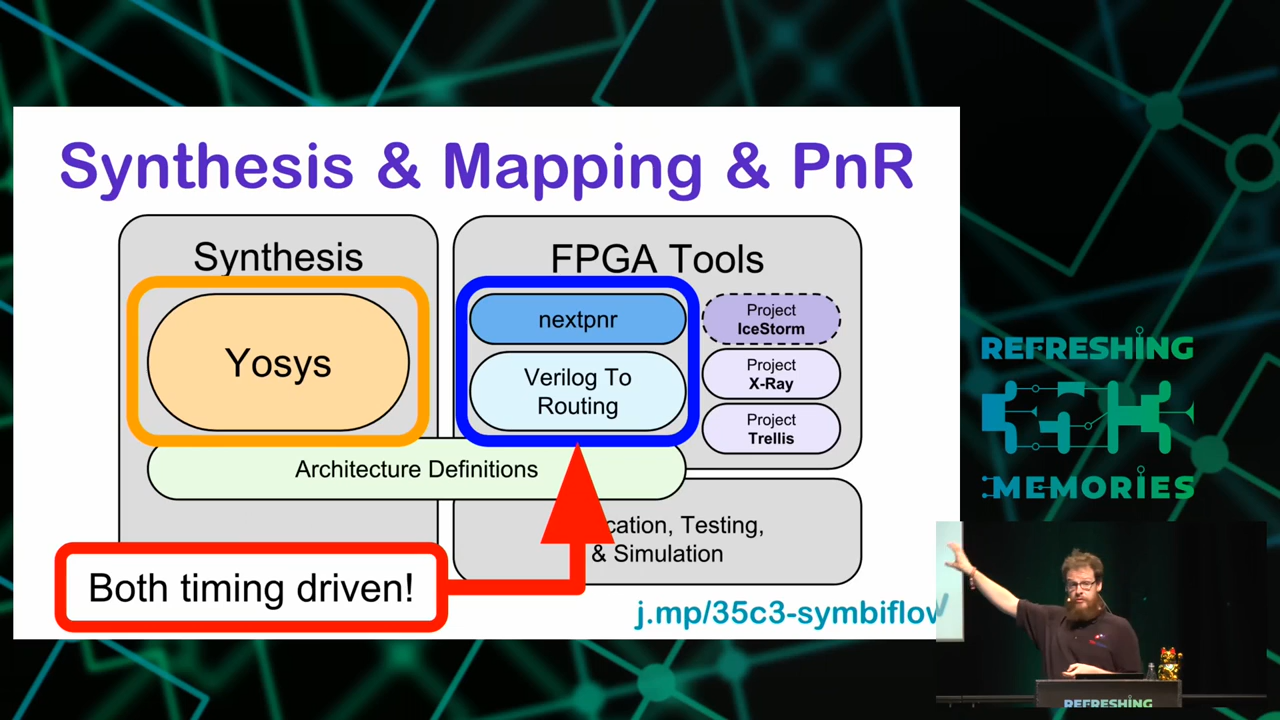 Synthesis & Mapping & PnR
Synthesis
FPGA Tools
Yosys
nextpnr
Verilog To
Routing
Project
IceStorm
Project
X-Ray
Project
Trellis
Architecture Definitions
cation, Testing,
& Simulation
Both timing driven!
j.mp/35c3-symbiflow
REFRESHING
MEMORIES
REFRESHING